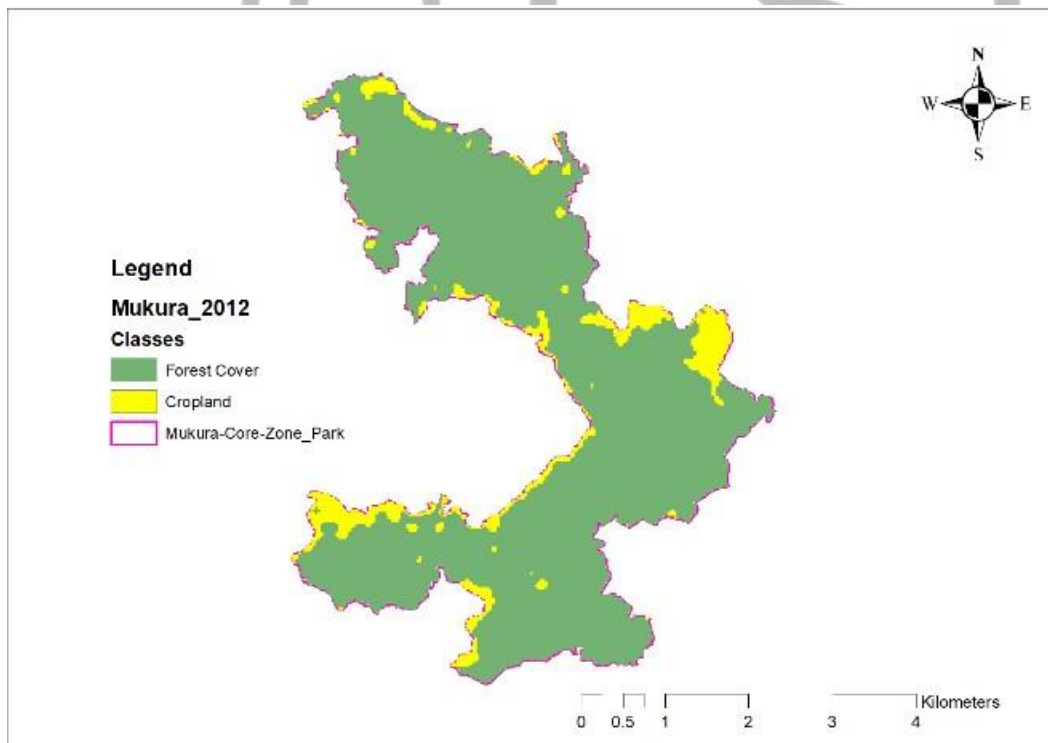 N
W E
S
Legend
Mukura_2012
Classes
Forest Cover
Cropland
Mukura-Core-Zone_Park
Kilometers
0 0.5 1 2 3 4